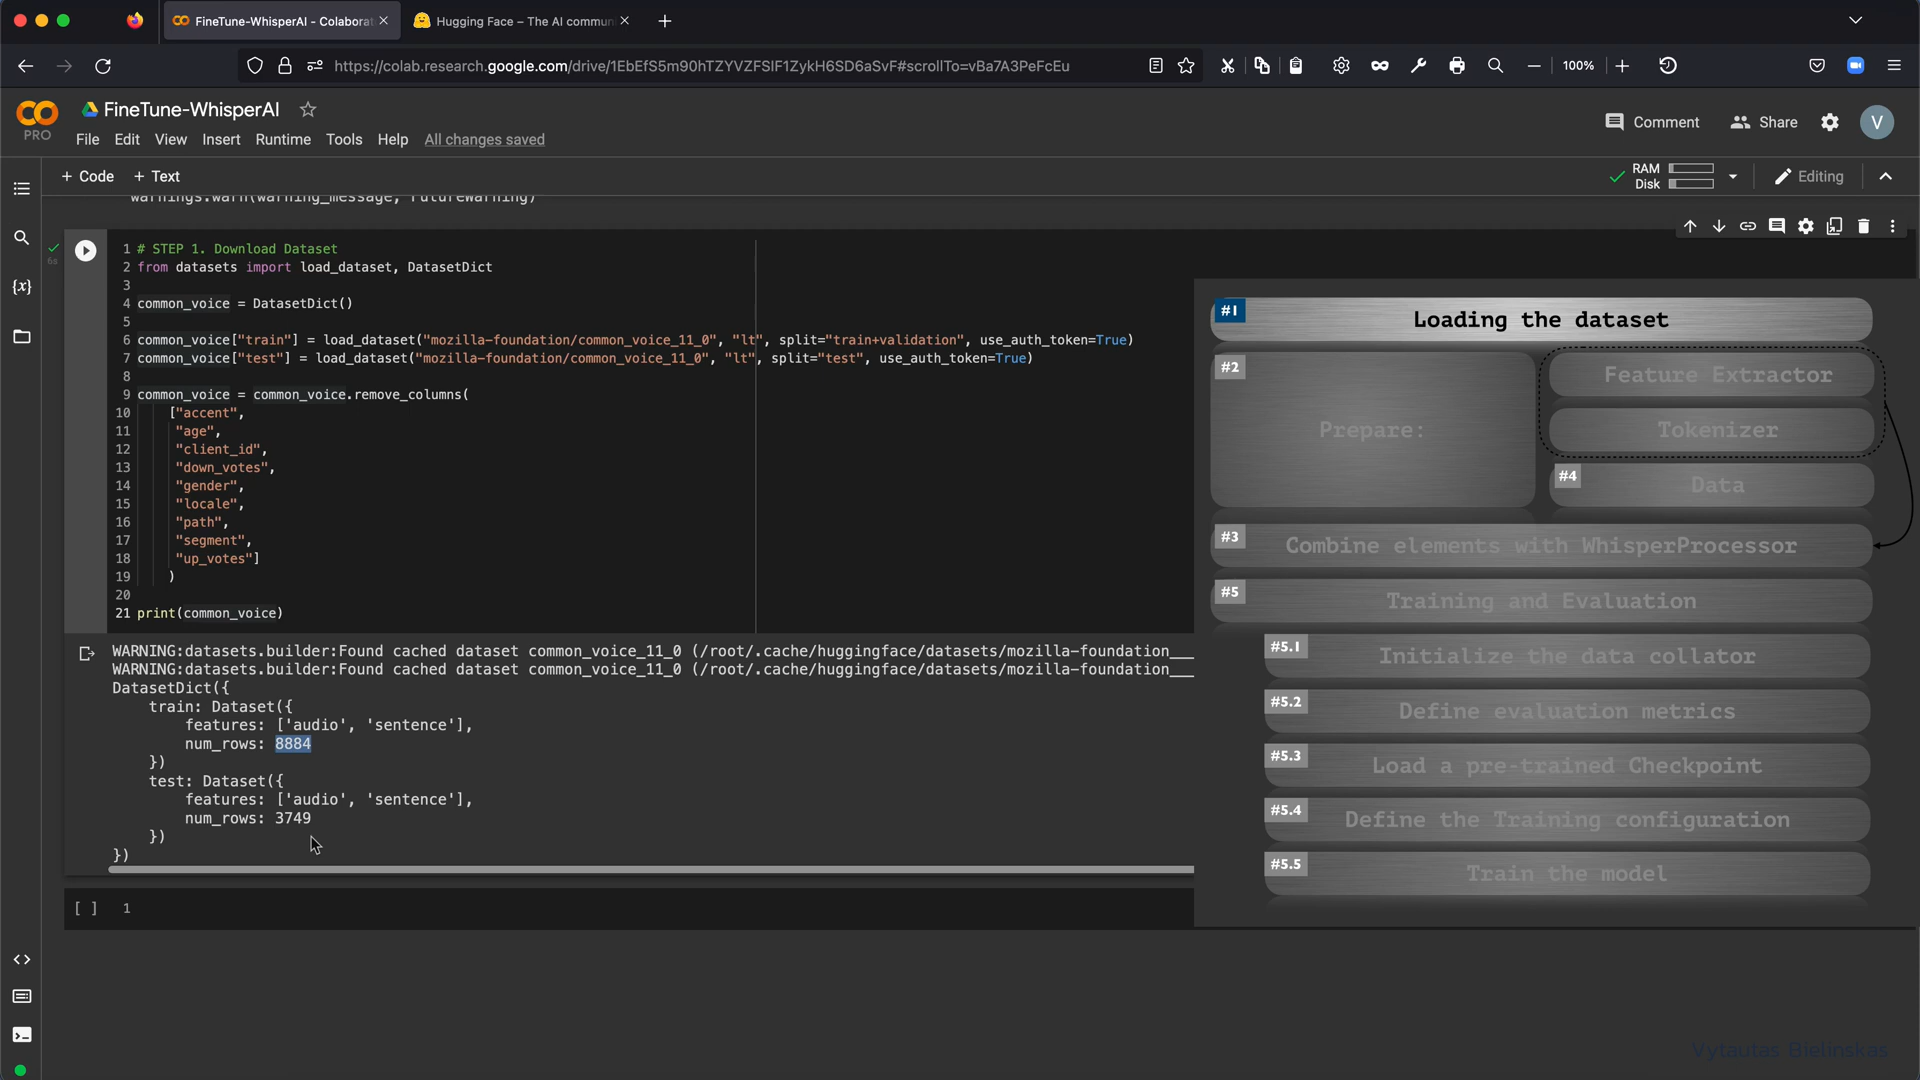 FineTune-WhisperAI - Colaborat
Hugging Face – The AI commun
https://colab.research.google.com/drive/1EbEfS5m90hTZYVZFSIF1ZykH6SD6aSvF#scrollTo=vBa7A3PeFcEu
100%
PRO
FineTune-WhisperAI
Comment
Share
V
File Edit View Insert Runtime Tools Help All changes saved
+ Code + Text
RAM
Disk
Editing
warnings.warn(warning_message, FutureWarning)
6s
1 # STEP 1. Download Dataset
2 from datasets import load_dataset, DatasetDict
3
4 common_voice = DatasetDict()
5
6 common_voice["train"] = load_dataset("mozilla-foundation/common_voice_11_0", "lt", split="train+validation", use_auth_token=True)
7 common_voice["test"] = load_dataset("mozilla-foundation/common_voice_11_0", "lt", split="test", use_auth_token=True)
8
9 common_voice = common_voice.remove_columns(
10 ["accent",
11 "age",
12 "client_id",
13 "down_votes",
14 "gender",
15 "locale",
16 "path",
17 "segment",
18 "up_votes"]
19 )
20
21 print(common_voice)
WARNING:datasets.builder:Found cached dataset common_voice_11_0 (/root/.cache/huggingface/datasets/mozilla-foundation___
WARNING:datasets.builder:Found cached dataset common_voice_11_0 (/root/.cache/huggingface/datasets/mozilla-foundation___
DatasetDict({
train: Dataset({
features: ['audio', 'sentence'],
num_rows: 8884
})
test: Dataset({
features: ['audio', 'sentence'],
num_rows: 3749
})
})
[ ] 1
#1 Loading the dataset
#2 Prepare:
Feature Extractor
Tokenizer
#4 Data
#3 Combine elements with WhisperProcessor
#5 Training and Evaluation
#5.1 Initialize the data collator
#5.2 Define evaluation metrics
#5.3 Load a pre-trained Checkpoint
#5.4 Define the Training configuration
#5.5 Train the model
Vytautas Bielinskas